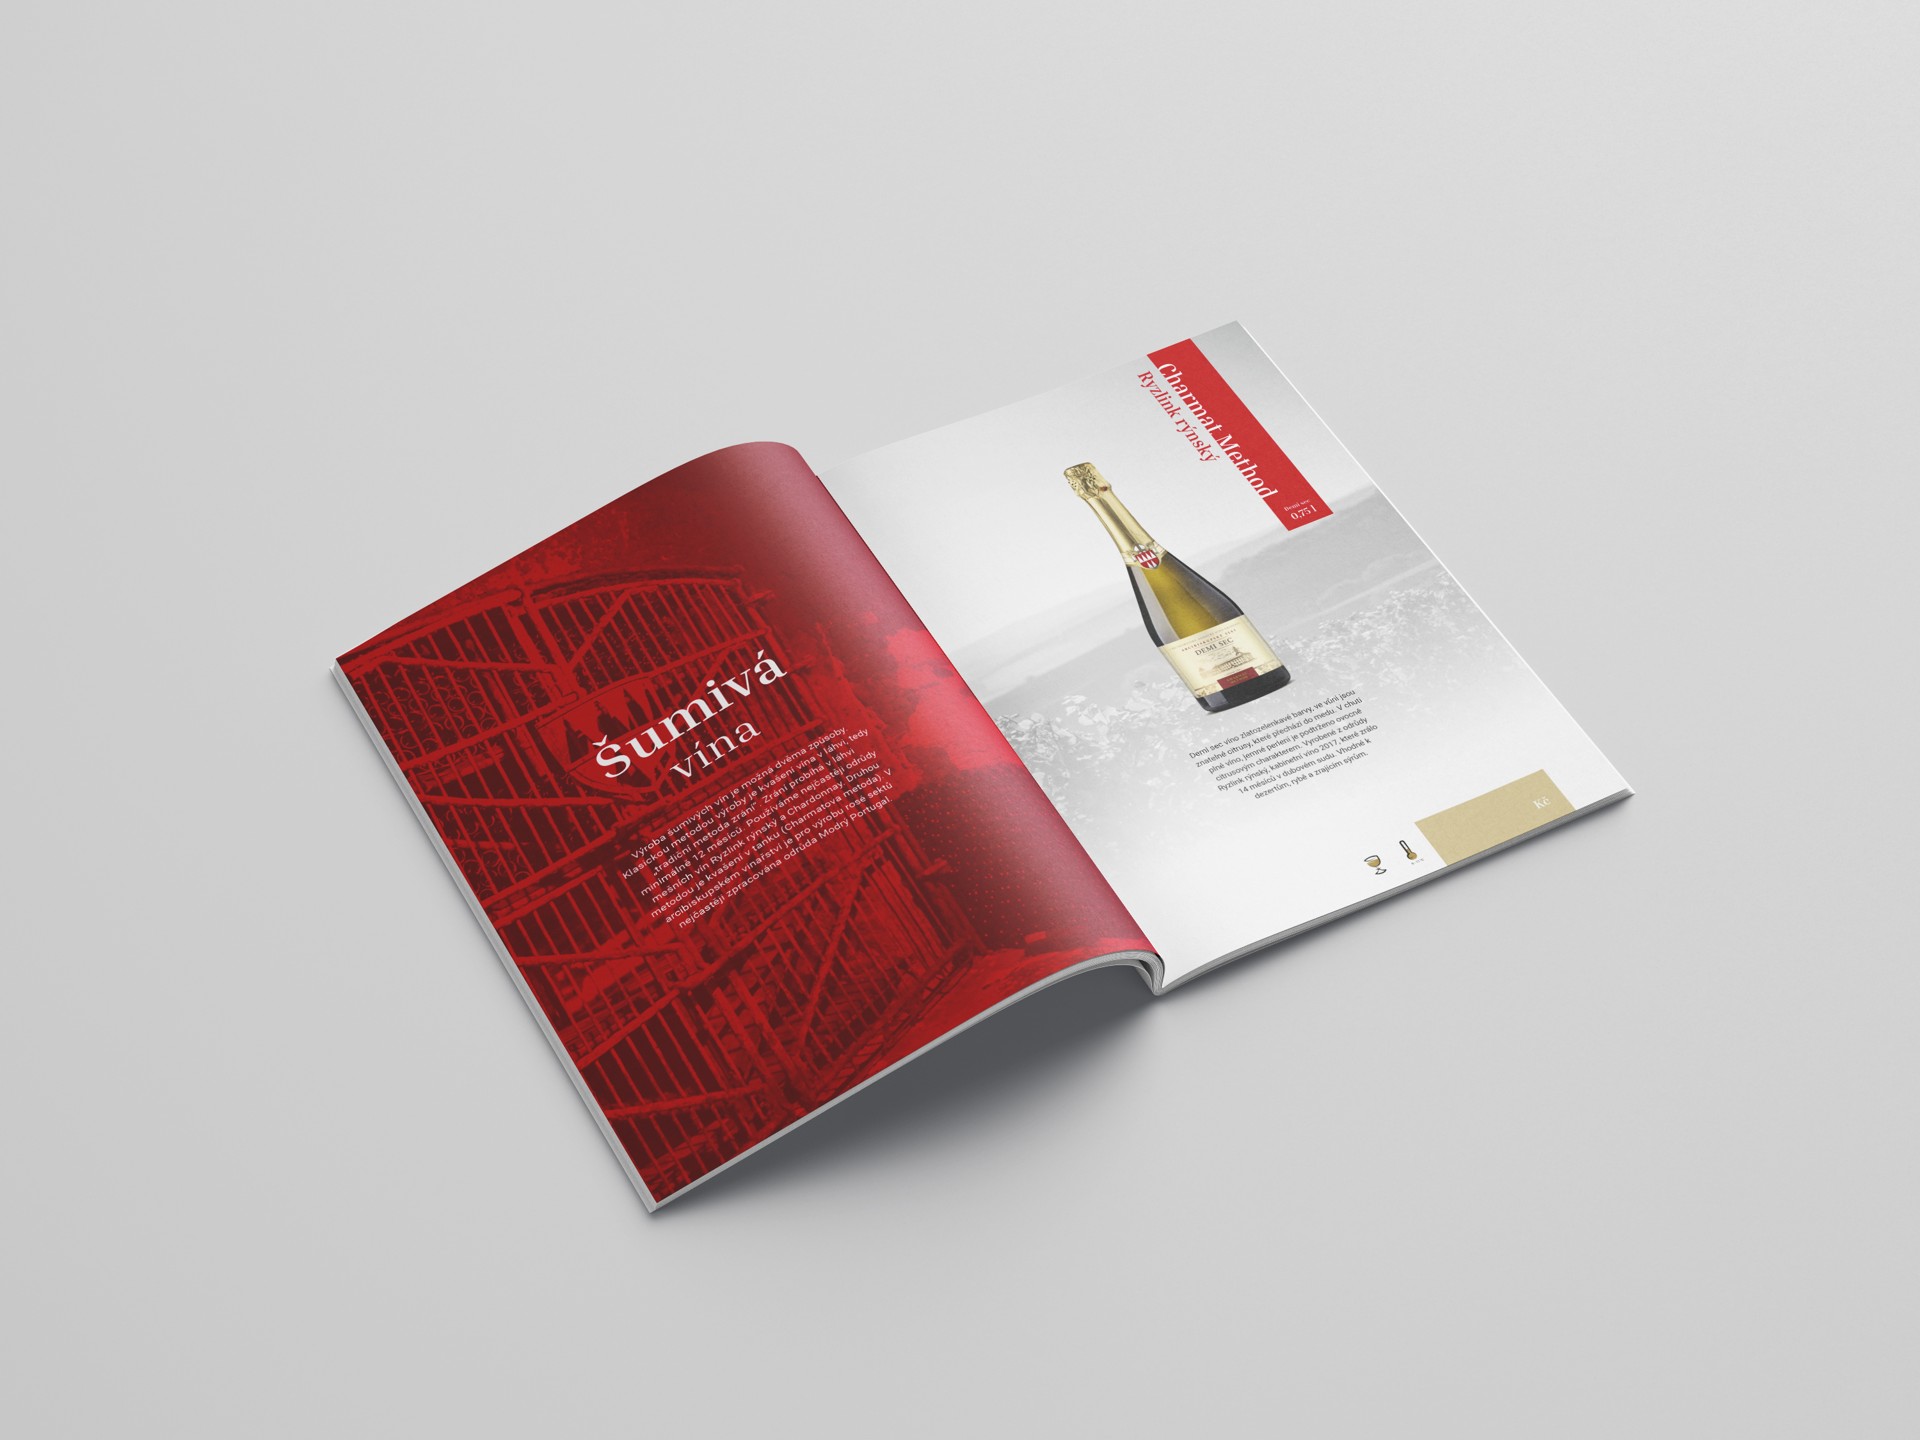 šumivá
vína
Výroba šumivých vín je možná dvěma způsoby.
Klasickou metodou výroby je kvašení vína v láhvi, tedy
„tradiční metoda zrání“. Zrání probíhá v láhvi
minimálně 12 měsíců. Používáme nejčastěji odrůdy
mešních vín Ryzlink rýnský a Chardonnay. Druhou
metodou je kvašení v tanku (Charmatova metoda). V
arcibiskupském vinařství je pro výrobu rosé sektů
nejčastěji zpracována odrůda Modrý Portugal.
Charmat Method
Ryzlink rýnský
Demi sec
0,75 l
DEMI SEC
Demi sec víno zlatozelenkavé barvy, ve vůni jsou
znatelné citrusy, které přechází do medu. V chuti
plné víno, jemné perlení je podtrženo ovocně
citrusovým charakterem. Vyrobené z odrůdy
Ryzlink rýnský, kabinetní víno 2017, které zrálo
14 měsíců v dubovém sudu. Vhodné k
dezertům, rybě a zrajícím sýrům.
Kč